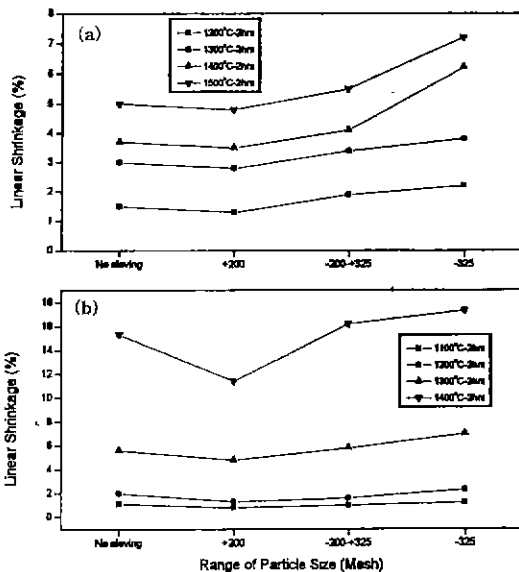 (a)
1200°C-2hrs
1300°C-2hrs
1400°C-2hrs
1500°C-2hrs
Linear Shrinkage (%)
8
7
6
5
4
3
2
1
0
No sieving
+200
-200~+325
-325
(b)
1100°C-2hrs
1200°C-2hrs
1300°C-2hrs
1400°C-2hrs
Linear Shrinkage (%)
18
16
14
12
10
8
6
4
2
0
No sieving
+200
-200~+325
-325
Range of Particle Size (Mesh)